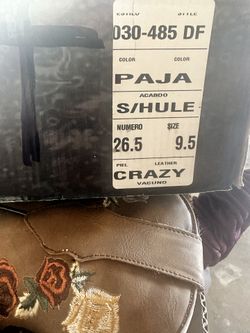 ESTILO STYLE
030-485 DF
COLOR COLOR
PAJA
ACABDO
S/HULE
NUMERO SIZE
26.5 9.5
PIEL LEATHER
CRAZY
VACUNO